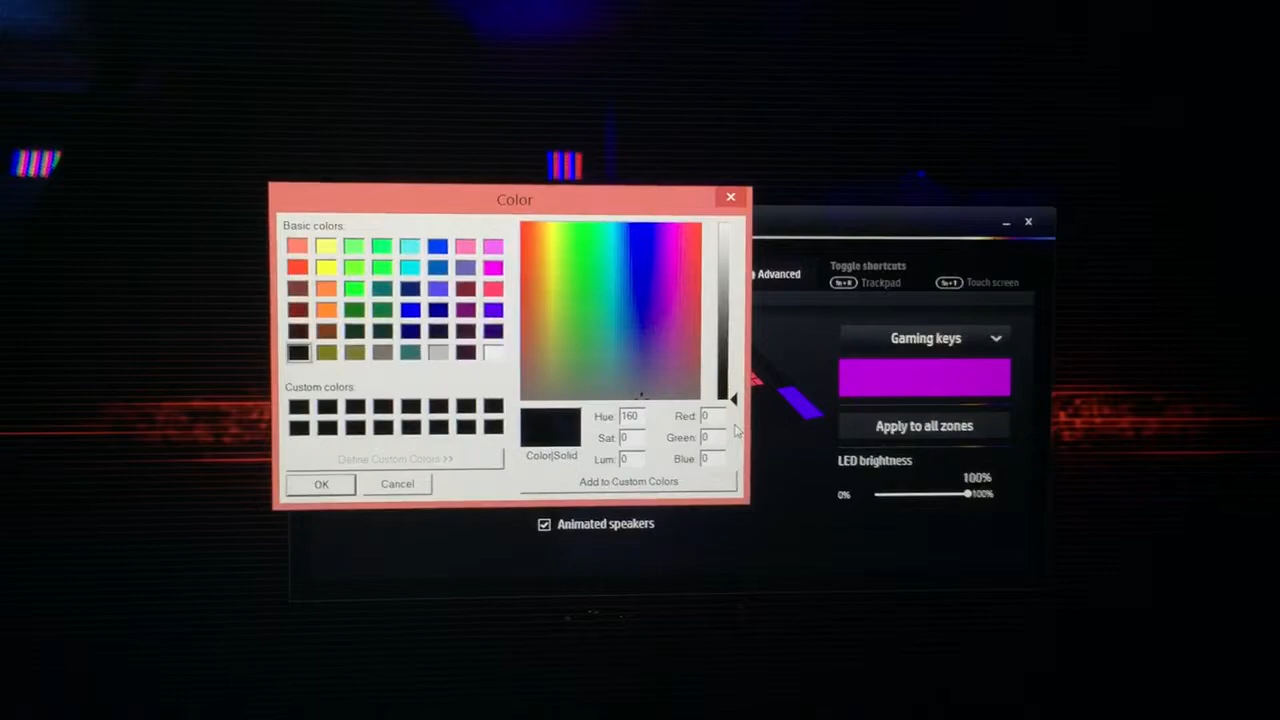 Color
Basic colors:
Custom colors:
Define Custom Colors >>
OK
Cancel
Color|Solid
Hue: 160
Sat: 0
Lum: 0
Red: 0
Green: 0
Blue: 0
Add to Custom Colors
Advanced
Toggle shortcuts
Trackpad
Touch screen
Gaming keys
Apply to all zones
LED brightness
100%
0%
100%
Animated speakers